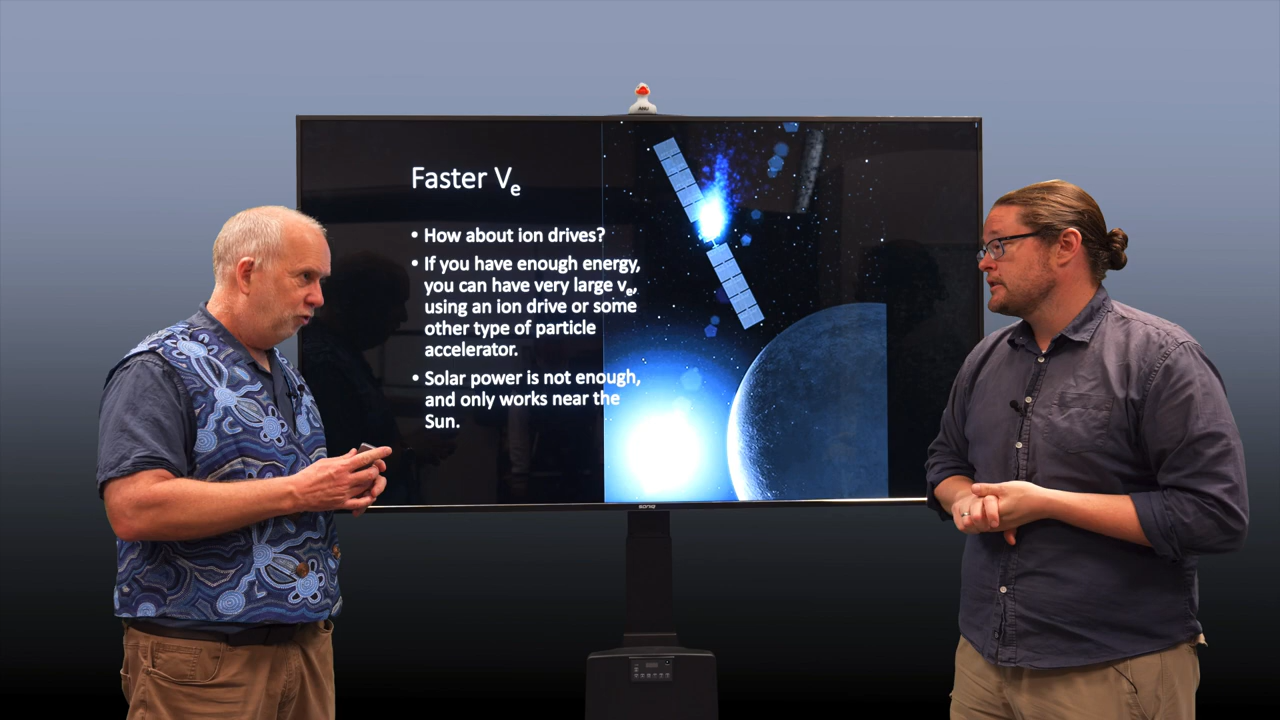 Faster Ve
• How about ion drives?
• If you have enough energy,
you can have very large ve,
using an ion drive or some
other type of particle
accelerator.
• Solar power is not enough,
and only works near the
Sun.
soniq